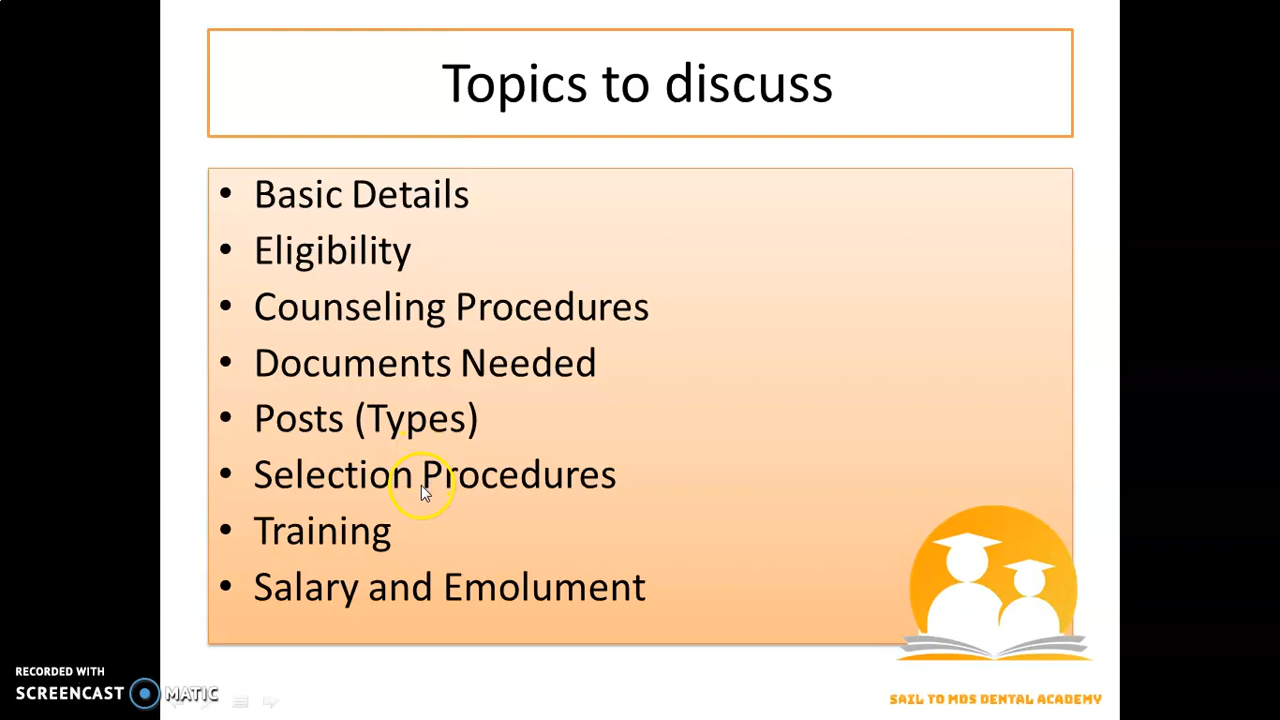 Topics to discuss
• Basic Details
• Eligibility
• Counseling Procedures
• Documents Needed
• Posts (Types)
• Selection Procedures
• Training
• Salary and Emolument
RECORDED WITH
SCREENCAST MATIC
SAIL TO MDS DENTAL ACADEMY